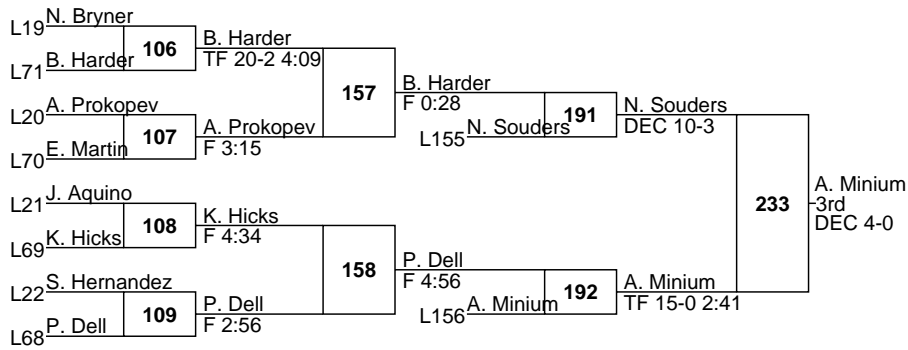 L19 N. Bryner
106
B. Harder
TF 20-2 4:09
L71 B. Harder
157
B. Harder
F 0:28
L20 A. Prokopev
107
A. Prokopev
F 3:15
L70 E. Martin
191
L155 N. Souders
N. Souders
DEC 10-3
L21 J. Aquino
108
K. Hicks
F 4:34
L69 K. Hicks
158
P. Dell
F 4:56
L22 S. Hernandez
109
P. Dell
F 2:56
L68 P. Dell
192
L156 A. Minium
A. Minium
TF 15-0 2:41
233
A. Minium
3rd
DEC 4-0